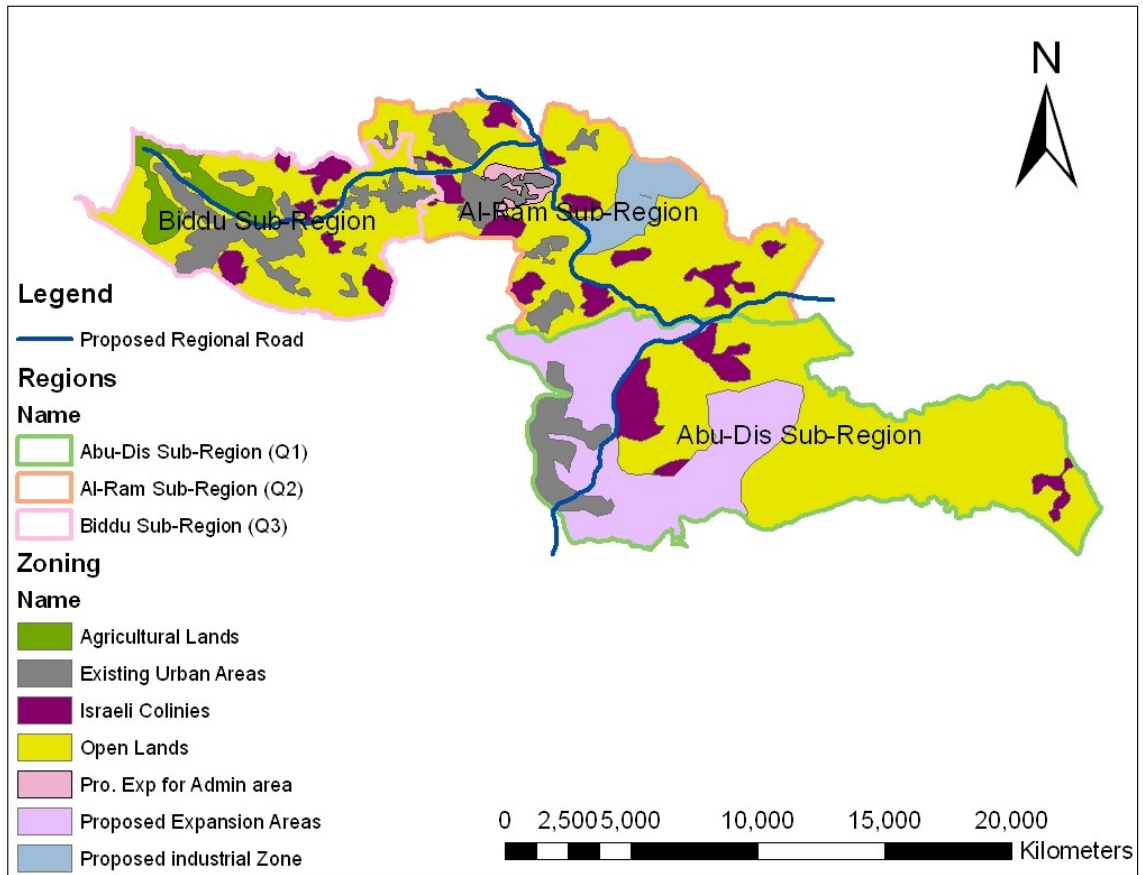 N
Biddu Sub-Region
Al-Ram Sub-Region
Abu-Dis Sub-Region
Legend
Proposed Regional Road
Regions
Name
Abu-Dis Sub-Region (Q1)
Al-Ram Sub-Region (Q2)
Biddu Sub-Region (Q3)
Zoning
Name
Agricultural Lands
Existing Urban Areas
Israeli Colinies
Open Lands
Pro. Exp for Admin area
Proposed Expansion Areas
Proposed industrial Zone
0 2,500 5,000 10,000 15,000 20,000
Kilometers